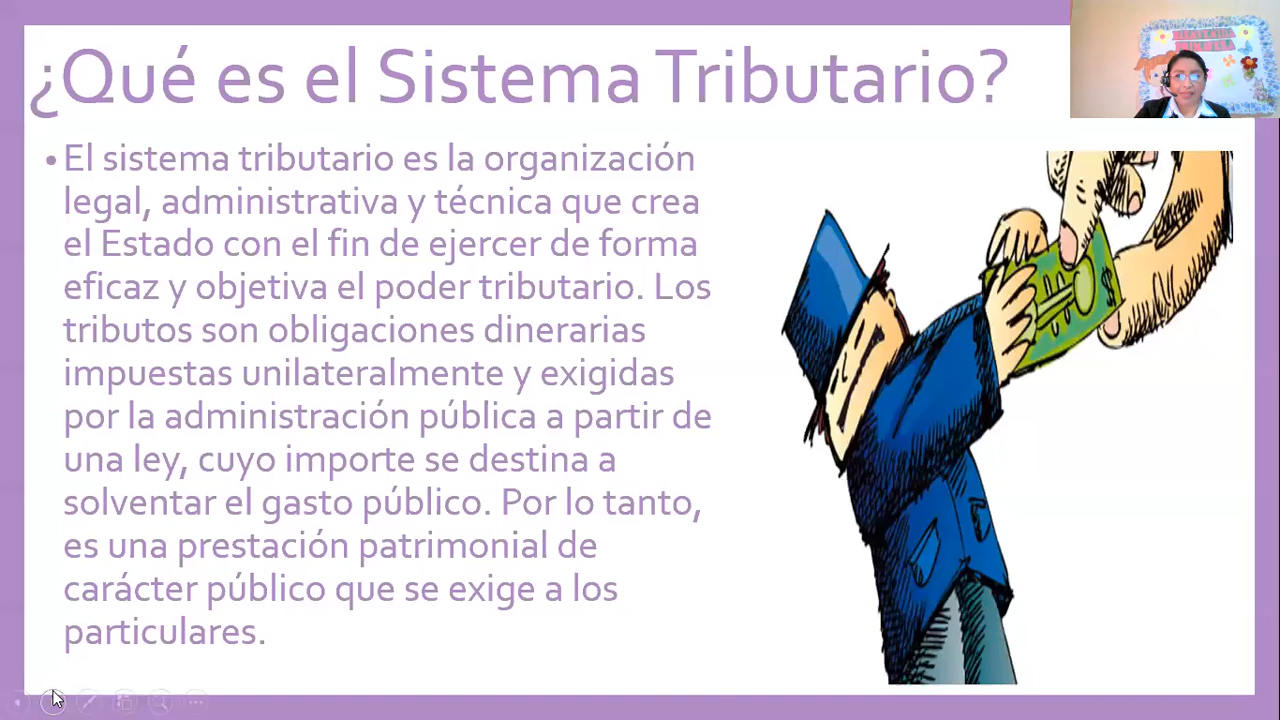 ¿Qué es el Sistema Tributario?
• El sistema tributario es la organización
legal, administrativa y técnica que crea
el Estado con el fin de ejercer de forma
eficaz y objetiva el poder tributario. Los
tributos son obligaciones dinerarias
impuestas unilateralmente y exigidas
por la administración pública a partir de
una ley, cuyo importe se destina a
solventar el gasto público. Por lo tanto,
es una prestación patrimonial de
carácter público que se exige a los
particulares.